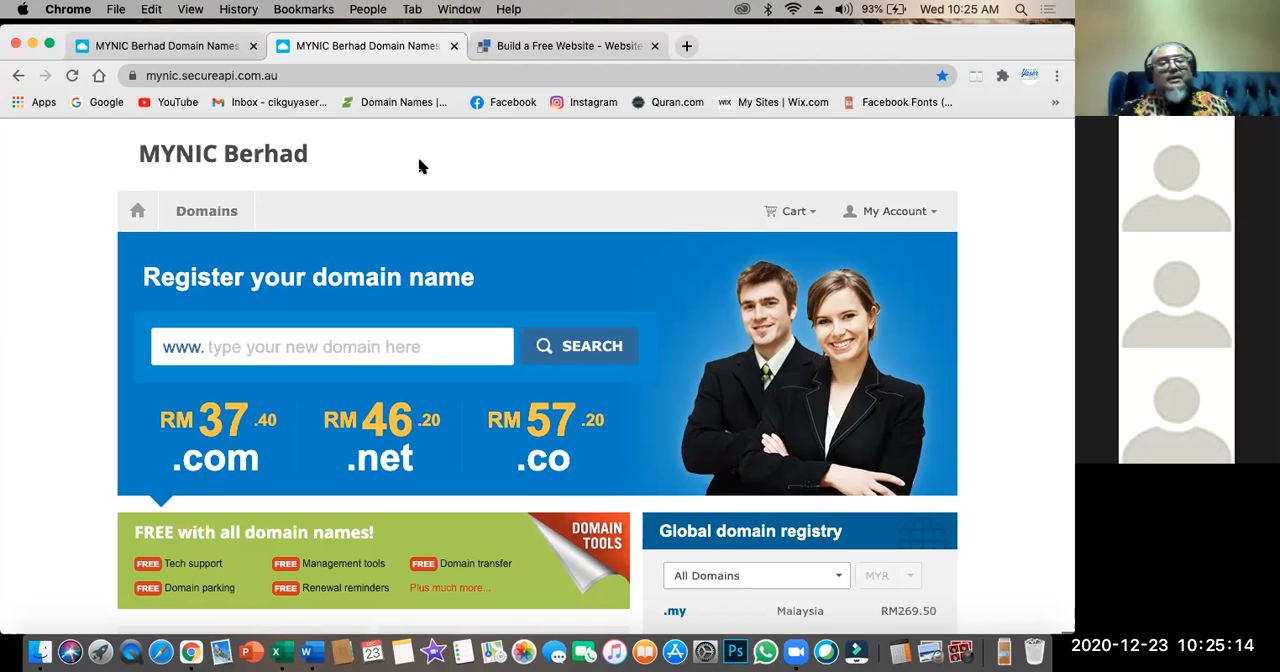 Chrome File Edit View History Bookmarks People Tab Window Help 93% Wed 10:25 AM
MYNIC Berhad Domain Names MYNIC Berhad Domain Names Build a Free Website - Website
mynic.secureapi.com.au
Apps Google YouTube Inbox - cikguyaser... Domain Names |... Facebook Instagram Quran.com WIX My Sites | Wix.com Facebook Fonts (... »
MYNIC Berhad
Domains Cart My Account
Register your domain name
www. type your new domain here SEARCH
RM 37.40 RM 46.20 RM 57.20
.com .net .co
FREE with all domain names! DOMAIN TOOLS Global domain registry
FREE Tech support FREE Management tools FREE Domain transfer
All Domains MYR
FREE Domain parking FREE Renewal reminders Plus much more...
.my Malaysia RM269.50
2020-12-23 10:25:14